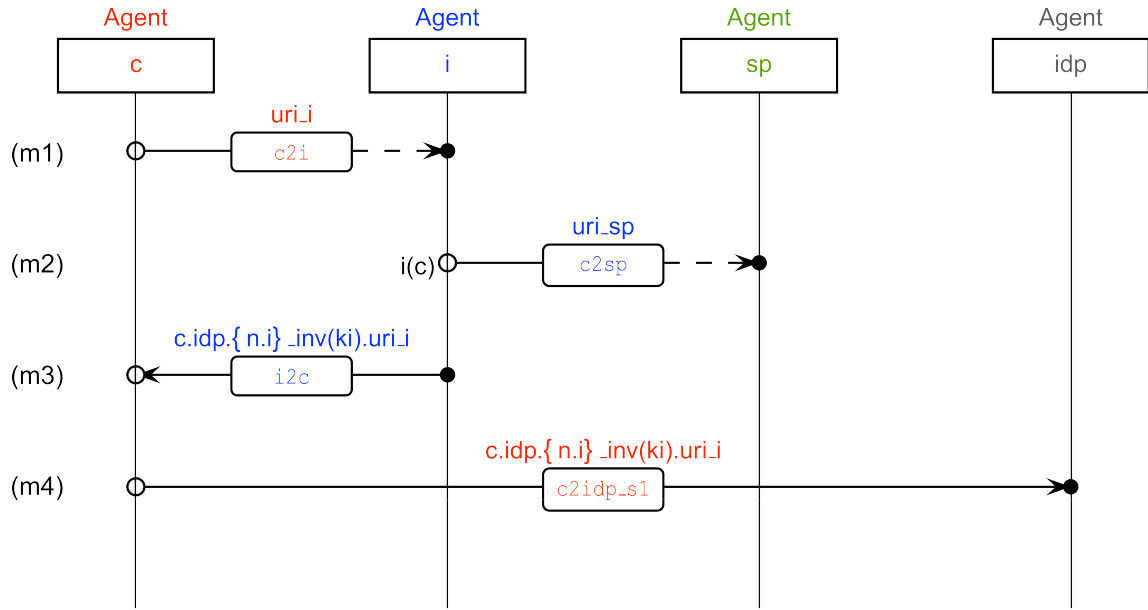 Agent Agent Agent Agent
c i sp idp
uri_i
(m1) c2i
uri_sp
(m2) i(c) c2sp
c.idp.{ n.i} _inv(ki).uri_i
(m3) i2c
c.idp.{ n.i} _inv(ki).uri_i
(m4) c2idp_s1